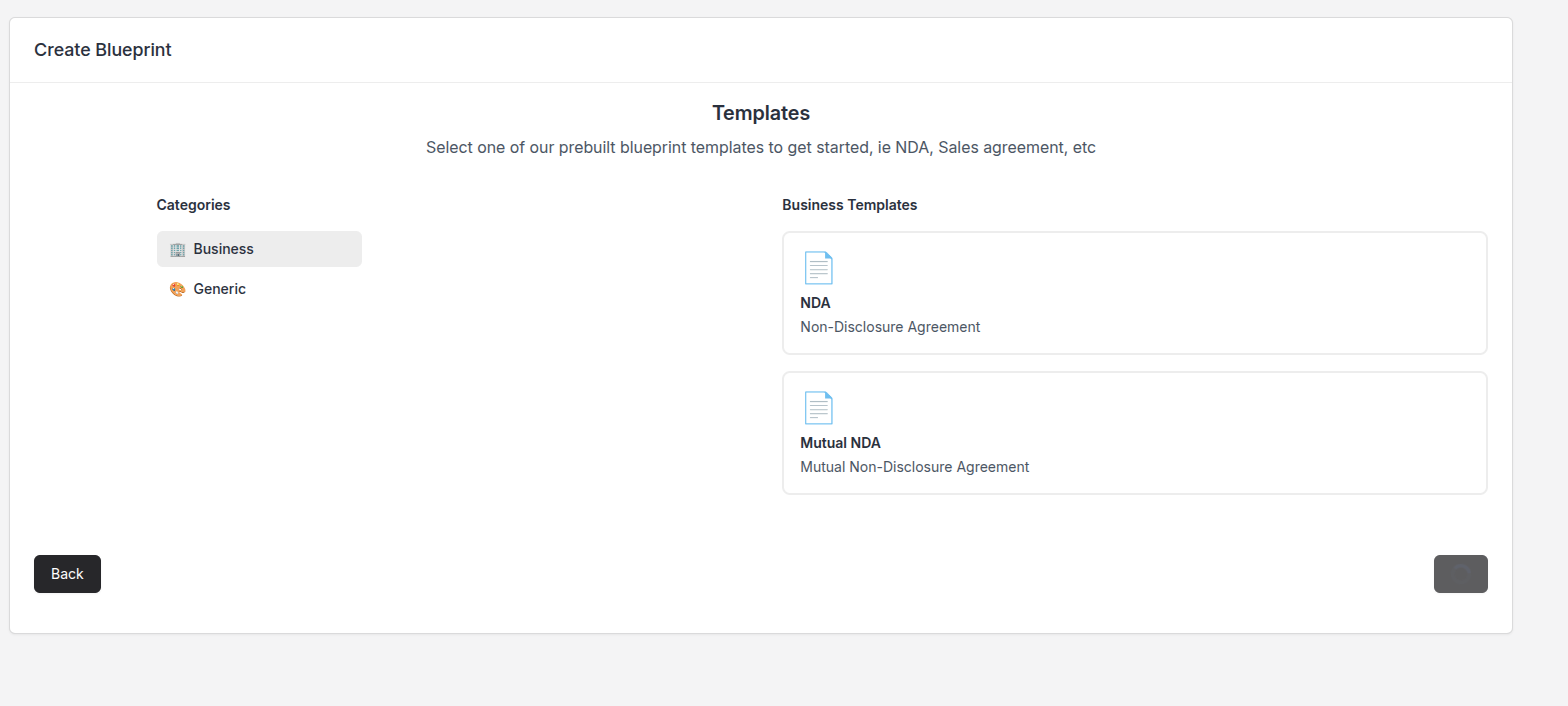 Create Blueprint
Templates
Select one of our prebuilt blueprint templates to get started, ie NDA, Sales agreement, etc
Categories
Business
Generic
Business Templates
NDA
Non-Disclosure Agreement
Mutual NDA
Mutual Non-Disclosure Agreement
Back